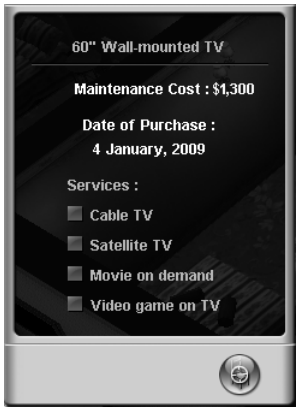 60" Wall-mounted TV
Maintenance Cost : $1,300
Date of Purchase :
4 January, 2009
Services :
Cable TV
Satellite TV
Movie on demand
Video game on TV